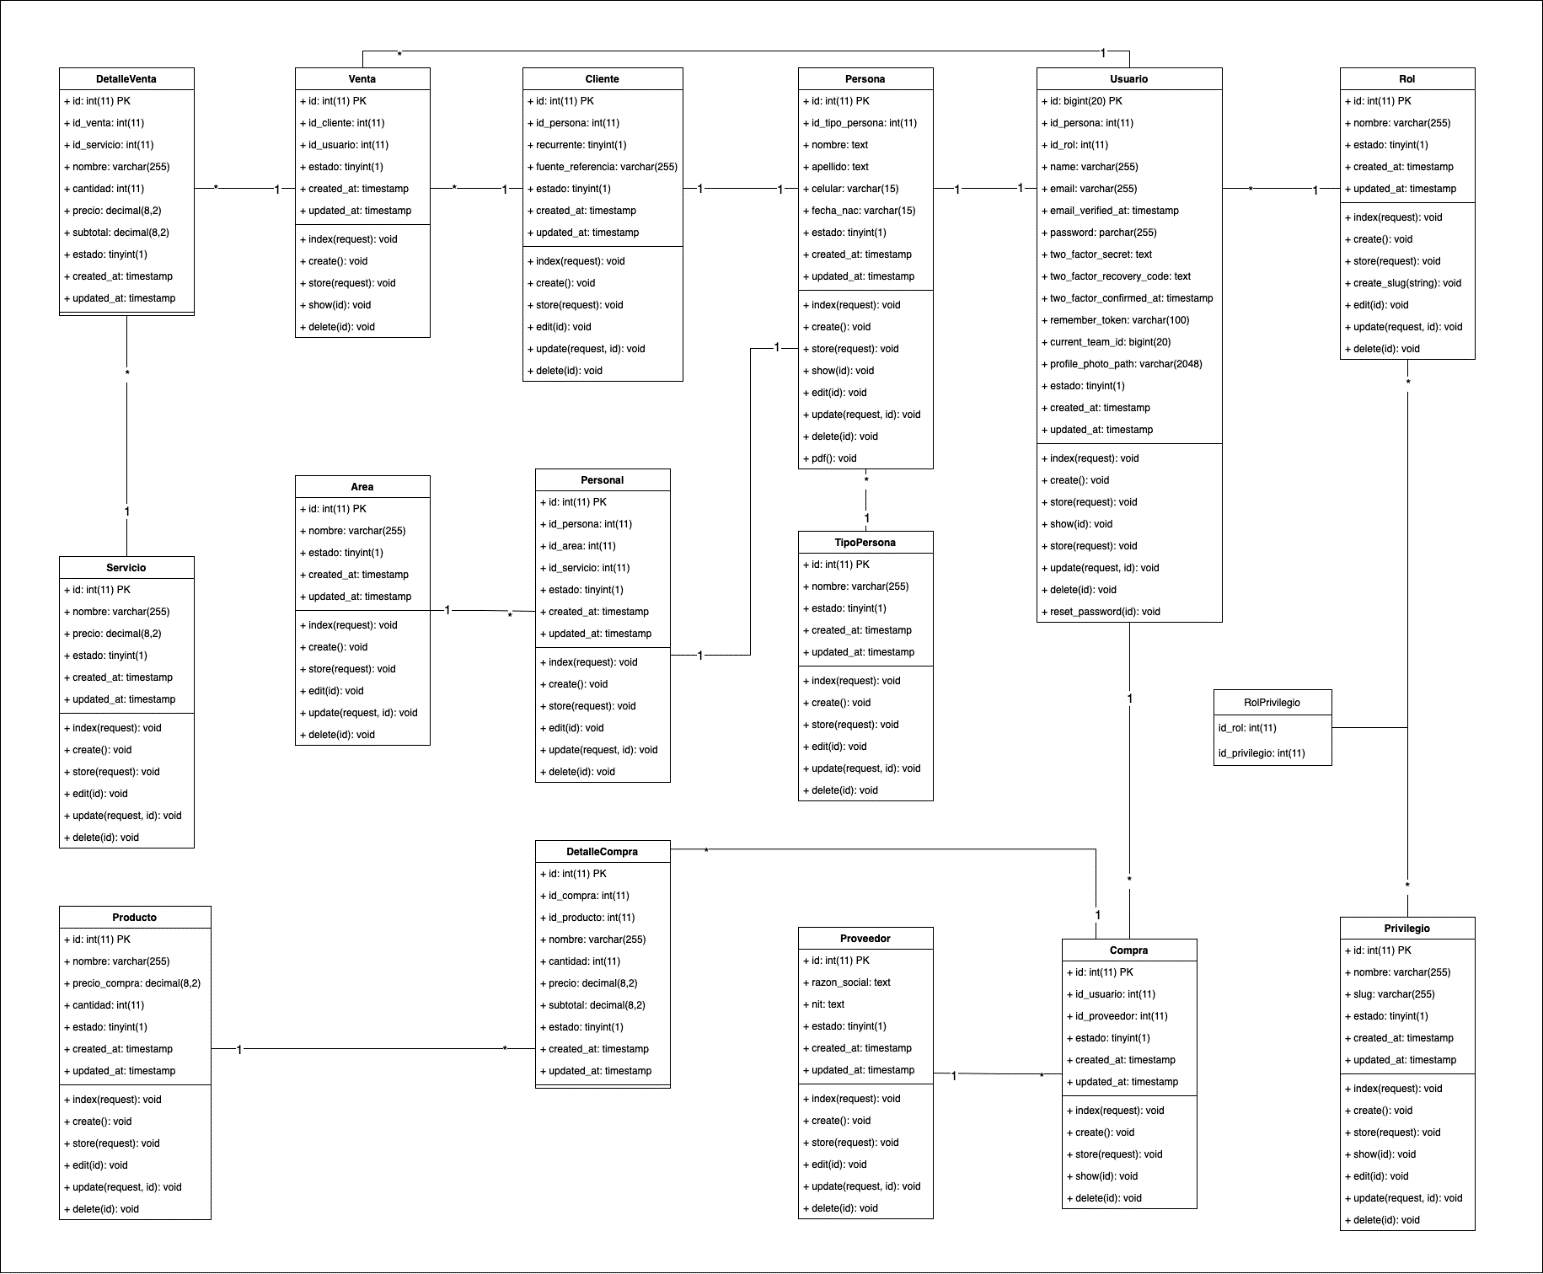 *
1
DetalleVenta
+ id: int(11) PK
+ id_venta: int(11)
+ id_servicio: int(11)
+ nombre: varchar(255)
+ cantidad: int(11)
+ precio: decimal(8,2)
+ subtotal: decimal(8,2)
+ estado: tinyint(1)
+ created_at: timestamp
+ updated_at: timestamp
*
1
Venta
+ id: int(11) PK
+ id_cliente: int(11)
+ id_usuario: int(11)
+ estado: tinyint(1)
+ created_at: timestamp
+ updated_at: timestamp
+ index(request): void
+ create(): void
+ store(request): void
+ show(id): void
+ delete(id): void
*
1
Cliente
+ id: int(11) PK
+ id_persona: int(11)
+ recurrente: tinyint(1)
+ fuente_referencia: varchar(255)
+ estado: tinyint(1)
+ created_at: timestamp
+ updated_at: timestamp
+ index(request): void
+ create(): void
+ store(request): void
+ edit(id): void
+ update(request, id): void
+ delete(id): void
1
1
Persona
+ id: int(11) PK
+ id_tipo_persona: int(11)
+ nombre: text
+ apellido: text
+ celular: varchar(15)
+ fecha_nac: varchar(15)
+ estado: tinyint(1)
+ created_at: timestamp
+ updated_at: timestamp
+ index(request): void
+ create(): void
+ store(request): void
+ show(id): void
+ edit(id): void
+ update(request, id): void
+ delete(id): void
+ pdf(): void
1
1
Usuario
+ id: bigint(20) PK
+ id_persona: int(11)
+ id_rol: int(11)
+ name: varchar(255)
+ email: varchar(255)
+ email_verified_at: timestamp
+ password: parchar(255)
+ two_factor_secret: text
+ two_factor_recovery_code: text
+ two_factor_confirmed_at: timestamp
+ remember_token: varchar(100)
+ current_team_id: bigint(20)
+ profile_photo_path: varchar(2048)
+ estado: tinyint(1)
+ created_at: timestamp
+ updated_at: timestamp
+ index(request): void
+ create(): void
+ store(request): void
+ show(id): void
+ store(request): void
+ update(request, id): void
+ delete(id): void
+ reset_password(id): void
*
1
Rol
+ id: int(11) PK
+ nombre: varchar(255)
+ estado: tinyint(1)
+ created_at: timestamp
+ updated_at: timestamp
+ index(request): void
+ create(): void
+ store(request): void
+ create_slug(string): void
+ edit(id): void
+ update(request, id): void
+ delete(id): void
*
1
*
1
*
1
Servicio
+ id: int(11) PK
+ nombre: varchar(255)
+ precio: decimal(8,2)
+ estado: tinyint(1)
+ created_at: timestamp
+ updated_at: timestamp
+ index(request): void
+ create(): void
+ store(request): void
+ edit(id): void
+ update(request, id): void
+ delete(id): void
Area
+ id: int(11) PK
+ nombre: varchar(255)
+ estado: tinyint(1)
+ created_at: timestamp
+ updated_at: timestamp
+ index(request): void
+ create(): void
+ store(request): void
+ edit(id): void
+ update(request, id): void
+ delete(id): void
1
*
Personal
+ id: int(11) PK
+ id_persona: int(11)
+ id_area: int(11)
+ id_servicio: int(11)
+ estado: tinyint(1)
+ created_at: timestamp
+ updated_at: timestamp
+ index(request): void
+ create(): void
+ store(request): void
+ edit(id): void
+ update(request, id): void
+ delete(id): void
1
TipoPersona
+ id: int(11) PK
+ nombre: varchar(255)
+ estado: tinyint(1)
+ created_at: timestamp
+ updated_at: timestamp
+ index(request): void
+ create(): void
+ store(request): void
+ edit(id): void
+ update(request, id): void
+ delete(id): void
1
*
RolPrivilegio
id_rol: int(11)
id_privilegio: int(11)
*
Producto
+ id: int(11) PK
+ nombre: varchar(255)
+ precio_compra: decimal(8,2)
+ cantidad: int(11)
+ estado: tinyint(1)
+ created_at: timestamp
+ updated_at: timestamp
+ index(request): void
+ create(): void
+ store(request): void
+ edit(id): void
+ update(request, id): void
+ delete(id): void
1
*
DetalleCompra
+ id: int(11) PK
+ id_compra: int(11)
+ id_producto: int(11)
+ nombre: varchar(255)
+ cantidad: int(11)
+ precio: decimal(8,2)
+ subtotal: decimal(8,2)
+ estado: tinyint(1)
+ created_at: timestamp
+ updated_at: timestamp
*
1
Proveedor
+ id: int(11) PK
+ razon_social: text
+ nit: text
+ estado: tinyint(1)
+ created_at: timestamp
+ updated_at: timestamp
+ index(request): void
+ create(): void
+ store(request): void
+ edit(id): void
+ update(request, id): void
+ delete(id): void
1
*
Compra
+ id: int(11) PK
+ id_usuario: int(11)
+ id_proveedor: int(11)
+ estado: tinyint(1)
+ created_at: timestamp
+ updated_at: timestamp
+ index(request): void
+ create(): void
+ store(request): void
+ show(id): void
+ delete(id): void
Privilegio
+ id: int(11) PK
+ nombre: varchar(255)
+ slug: varchar(255)
+ estado: tinyint(1)
+ created_at: timestamp
+ updated_at: timestamp
+ index(request): void
+ create(): void
+ store(request): void
+ show(id): void
+ edit(id): void
+ update(request, id): void
+ delete(id): void